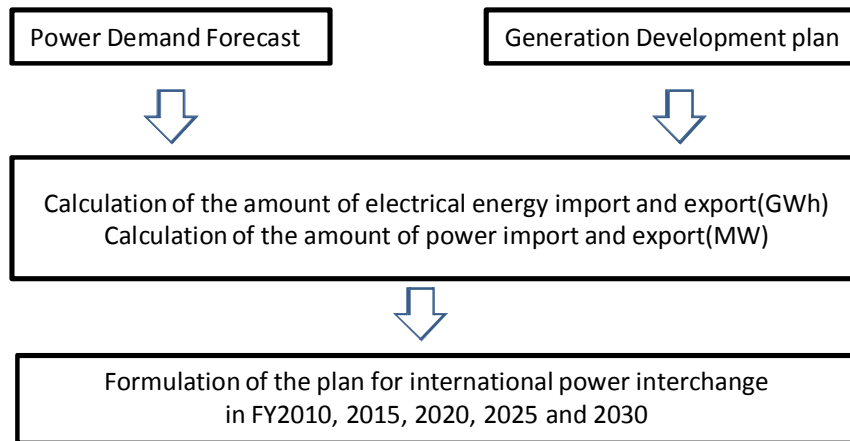 Power Demand Forecast
Generation Development plan
Calculation of the amount of electrical energy import and export(GWh)
Calculation of the amount of power import and export(MW)
Formulation of the plan for international power interchange
in FY2010, 2015, 2020, 2025 and 2030